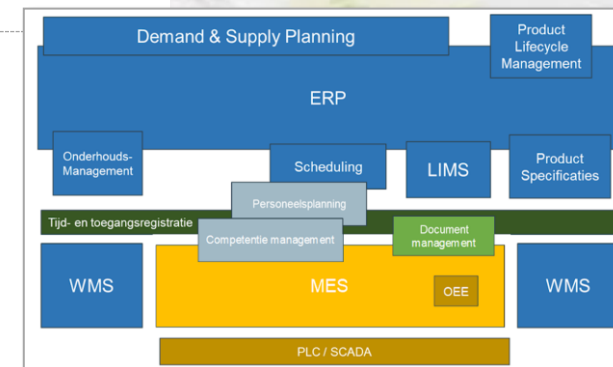 Demand & Supply Planning
Product
Lifecycle
Management
ERP
Onderhouds-
Management
Scheduling
LIMS
Product
Specificaties
Personeelsplanning
Tijd- en toegangsregistratie
Competentie management
Document
management
WMS
MES
OEE
WMS
PLC / SCADA